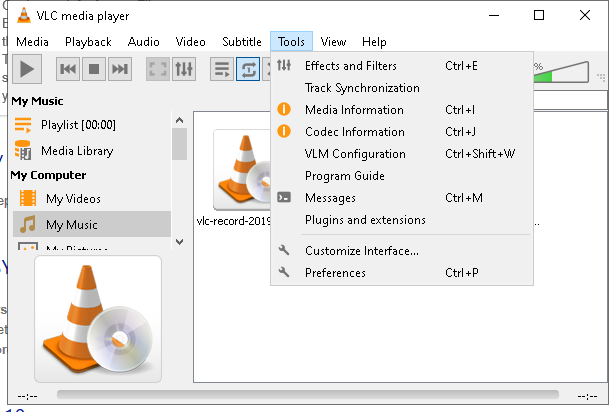 VLC media player
Media Playback Audio Video Subtitle Tools View Help
%
My Music
Playlist [00:00]
Media Library
My Computer
My Videos
My Music
My Pictures
Effects and Filters Ctrl+E
Track Synchronization
Media Information Ctrl+I
Codec Information Ctrl+J
VLM Configuration Ctrl+Shift+W
Program Guide
Messages Ctrl+M
Plugins and extensions
Customize Interface...
Preferences Ctrl+P
vlc-record-2019
...
--:-- --:--